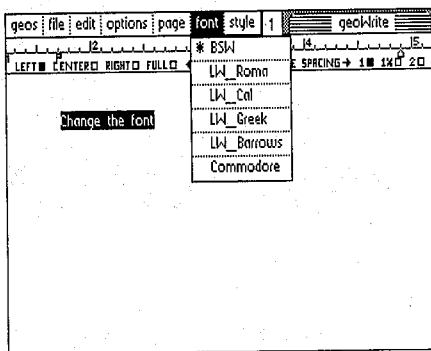 geos file edit options page font style 1 geoWrite
2 4 5
LEFT CENTER RIGHT FULL E SPACING 1 1½ 2
* BSW
LW_Roma
LW_Cal
LW_Greek
LW_Barrows
Commodore
Change the font